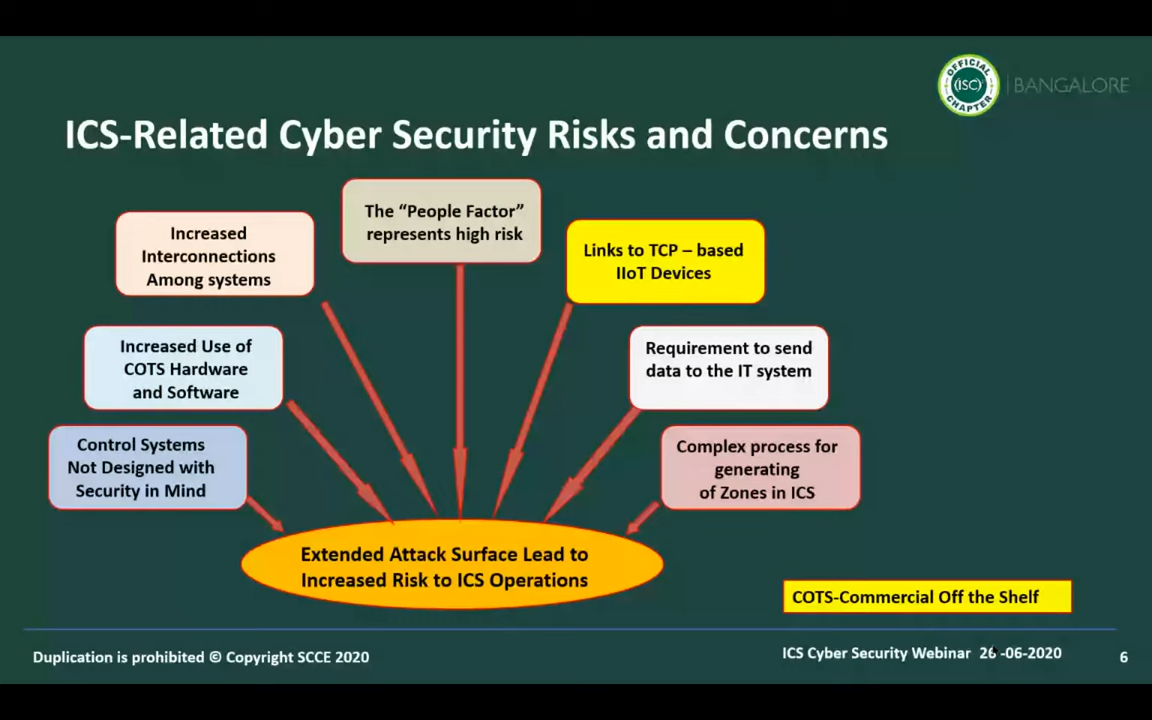 OFFICIAL
(ISC)
CHAPTER
BANGALORE
ICS-Related Cyber Security Risks and Concerns
The “People Factor”
represents high risk
Increased
Interconnections
Among systems
Links to TCP – based
IIoT Devices
Increased Use of
COTS Hardware
and Software
Requirement to send
data to the IT system
Control Systems
Not Designed with
Security in Mind
Complex process for
generating
of Zones in ICS
Extended Attack Surface Lead to
Increased Risk to ICS Operations
COTS-Commercial Off the Shelf
Duplication is prohibited © Copyright SCCE 2020
ICS Cyber Security Webinar 26-06-2020
6